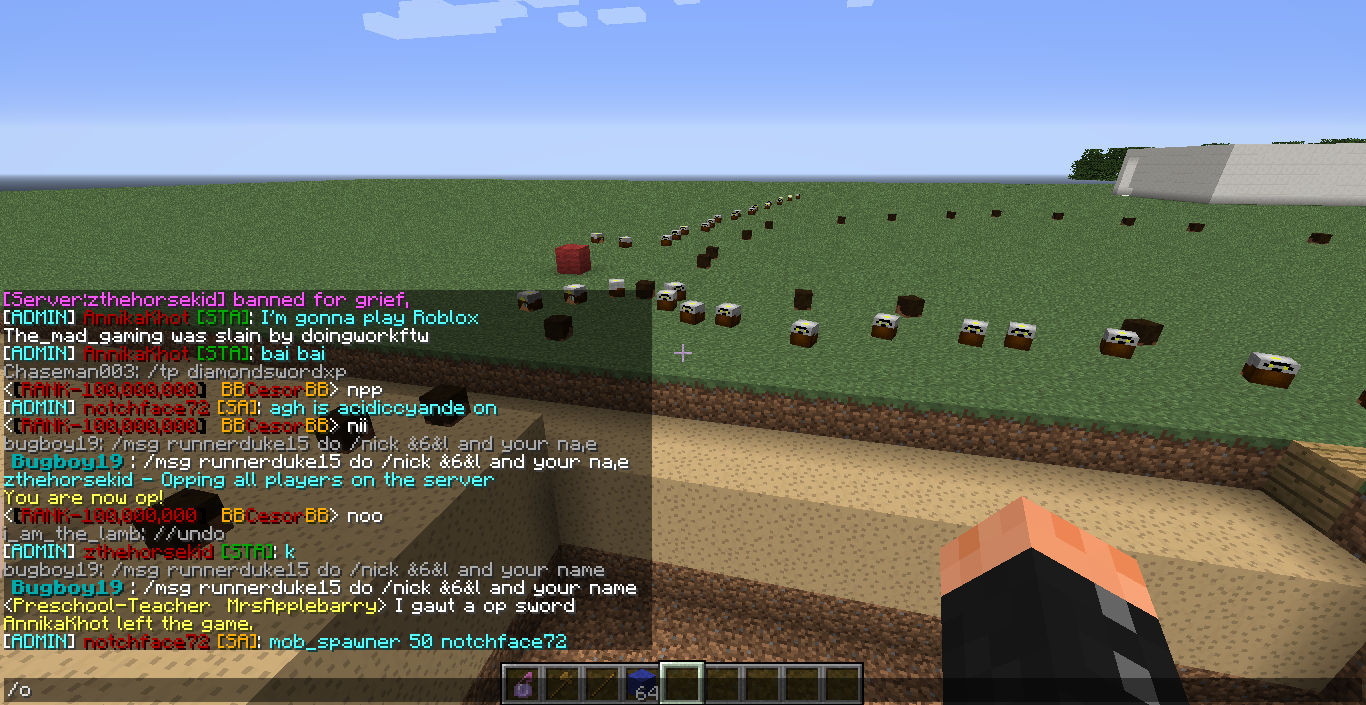 [Server:zthehorsekid] banned for grief,
[ADMIN] AnnikaKhot [STA]: I'm gonna play Roblox
The_mad_gaming was slain by doingworkftw
[ADMIN] AnnikaKhot [STA]: bai bai
Chaseman003: /tp diamondswordxp
<[RANK-100,000,000] BBCesorBB> npp
[ADMIN] notchface72 [SA]: agh is acidiccyande on
<[RANK-100,000,000] BBCesorBB> nii
bugboy19: /msg runnerduke15 do /nick &6&l and your na,e
Bugboy19 : /msg runnerduke15 do /nick &6&l and your na,e
zthehorsekid - Opping all players on the server
You are now op!
<[RANK-100,000,000] BBCesorBB> noo
i_am_the_lamb: //undo
[ADMIN] zthehorsekid [STA]: k
bugboy19: /msg runnerduke15 do /nick &6&l and your name
Bugboy19 : /msg runnerduke15 do /nick &6&l and your name
<Preschool-Teacher MrsApplebarry> I gawt a op sword
AnnikaKhot left the game.
[ADMIN] notchface72 [SA]: mob_spawner 50 notchface72
64
/o